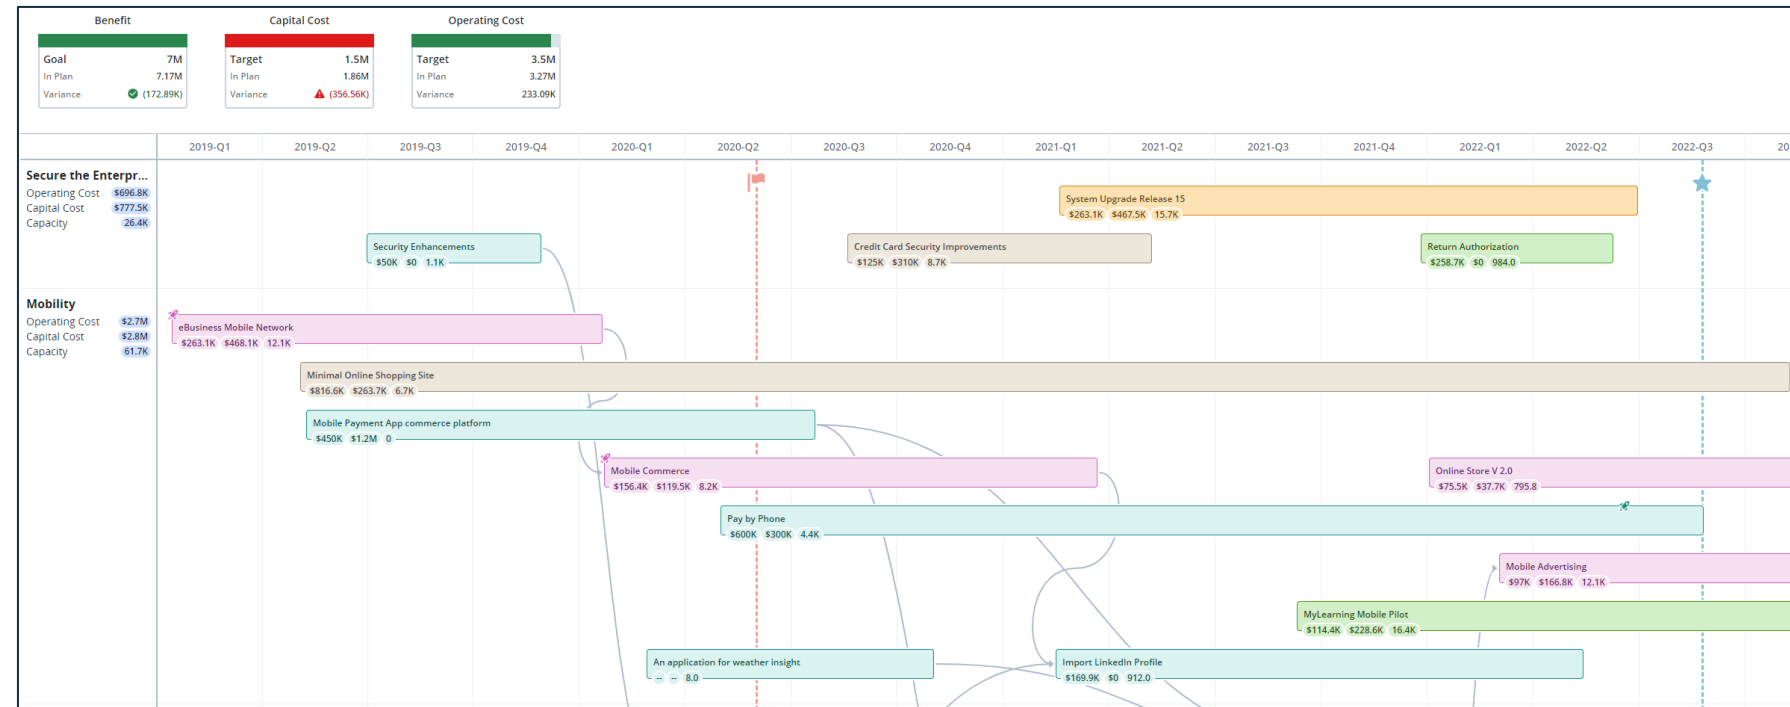 Benefit
Goal 7M
In Plan 7.17M
Variance (172.89K)
Capital Cost
Target 1.5M
In Plan 1.86M
Variance (356.56K)
Operating Cost
Target 3.5M
In Plan 3.27M
Variance 233.09K
2019-Q1 2019-Q2 2019-Q3 2019-Q4 2020-Q1 2020-Q2 2020-Q3 2020-Q4 2021-Q1 2021-Q2 2021-Q3 2021-Q4 2022-Q1 2022-Q2 2022-Q3 20
Secure the Enterpr...
Operating Cost $696.8K
Capital Cost $777.5K
Capacity 26.4K
System Upgrade Release 15
$263.1K $467.5K 15.7K
Security Enhancements
$50K $0 1.1K
Credit Card Security Improvements
$125K $310K 8.7K
Return Authorization
$258.7K $0 984.0
Mobility
Operating Cost $2.7M
Capital Cost $2.8M
Capacity 61.7K
eBusiness Mobile Network
$263.1K $468.1K 12.1K
Minimal Online Shopping Site
$816.6K $263.7K 6.7K
Mobile Payment App commerce platform
$450K $1.2M 0
Mobile Commerce
$156.4K $119.5K 8.2K
Online Store V 2.0
$75.5K $37.7K 795.8
Pay by Phone
$600K $300K 4.4K
Mobile Advertising
$97K $166.8K 12.1K
MyLearning Mobile Pilot
$114.4K $228.6K 16.4K
An application for weather insight
-- -- 8.0
Import LinkedIn Profile
$169.9K $0 912.0